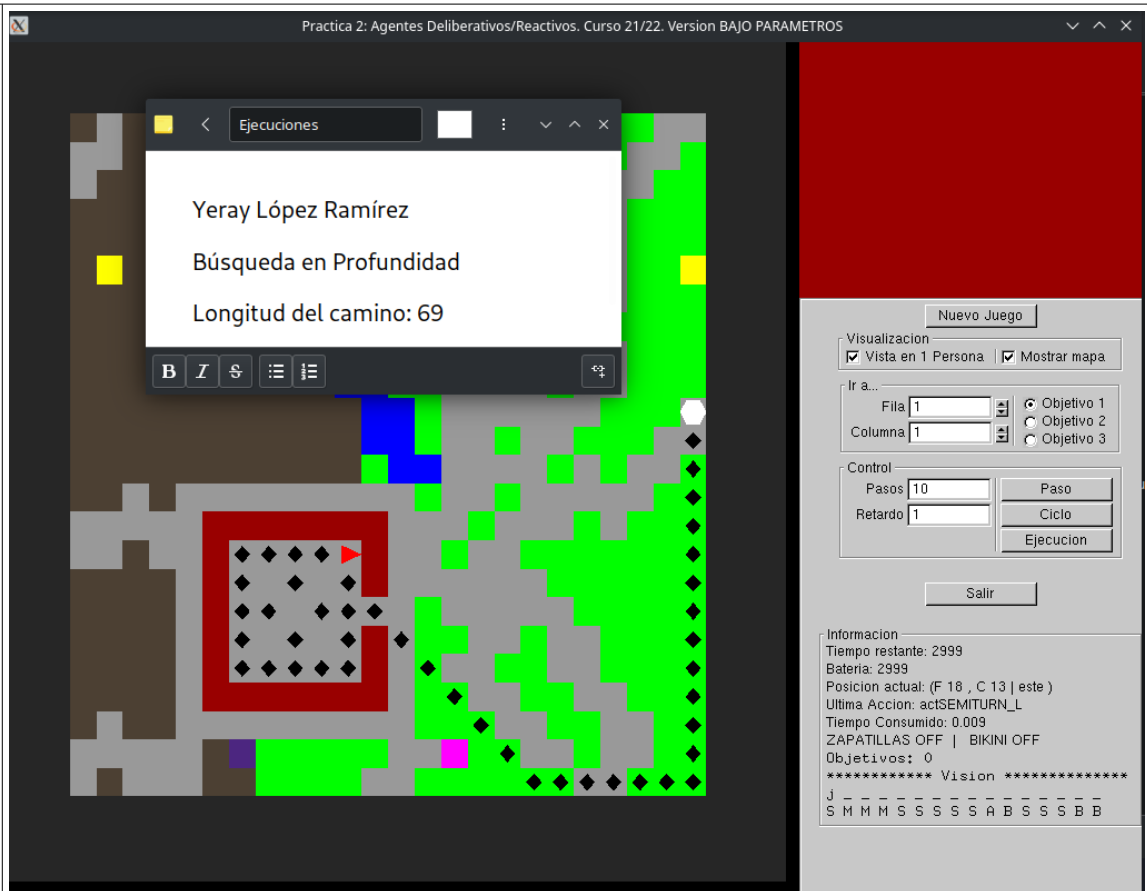 Practica 2: Agentes Deliberativos/Reactivos. Curso 21/22. Version BAJO PARAMETROS
Ejecuciones
Yeray López Ramírez
Búsqueda en Profundidad
Longitud del camino: 69
B I S
Nuevo Juego
Visualizacion
Vista en 1 Persona
Mostrar mapa
Ir a...
Fila 1
Columna 1
Objetivo 1
Objetivo 2
Objetivo 3
Control
Pasos 10
Retardo 1
Paso
Ciclo
Ejecucion
Salir
Informacion
Tiempo restante: 2999
Bateria: 2999
Posicion actual: (F 18 , C 13 | este )
Ultima Accion: actSEMITURN_L
Tiempo Consumido: 0.009
ZAPATILLAS OFF | BIKINI OFF
Objetivos: 0
************ Vision **************
j _ _ _ _ _ _ _ _ _ _ _ _ _ _ _
S M M M S S S S S A B S S S B B